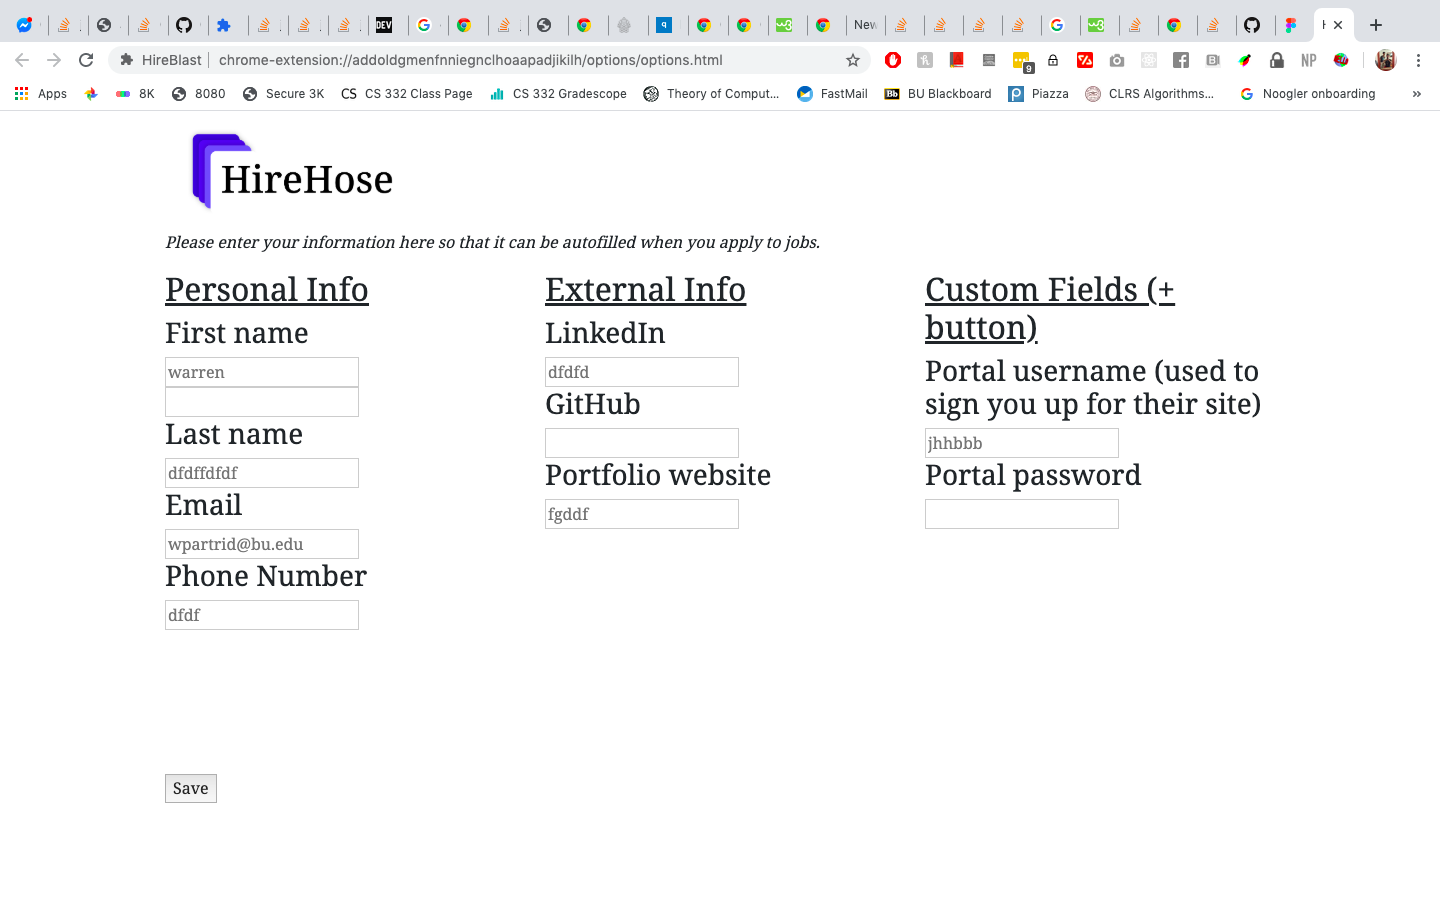 DEV
New
HireBlast
chrome-extension://addoldgmenfnniegnclhoaapadjikilh/options/options.html
9
NP
Apps
8K
8080
Secure 3K
CS CS 332 Class Page
CS 332 Gradescope
Theory of Comput...
FastMail
Bb BU Blackboard
Piazza
CLRS Algorithms...
Noogler onboarding
»
HireHose
Please enter your information here so that it can be autofilled when you apply to jobs.
Personal Info
First name
warren
Last name
dfdffdfdf
Email
wpartrid@bu.edu
Phone Number
dfdf
External Info
LinkedIn
dfdfd
GitHub
Portfolio website
fgddf
Custom Fields (+
button)
Portal username (used to
sign you up for their site)
jhhbbb
Portal password
Save